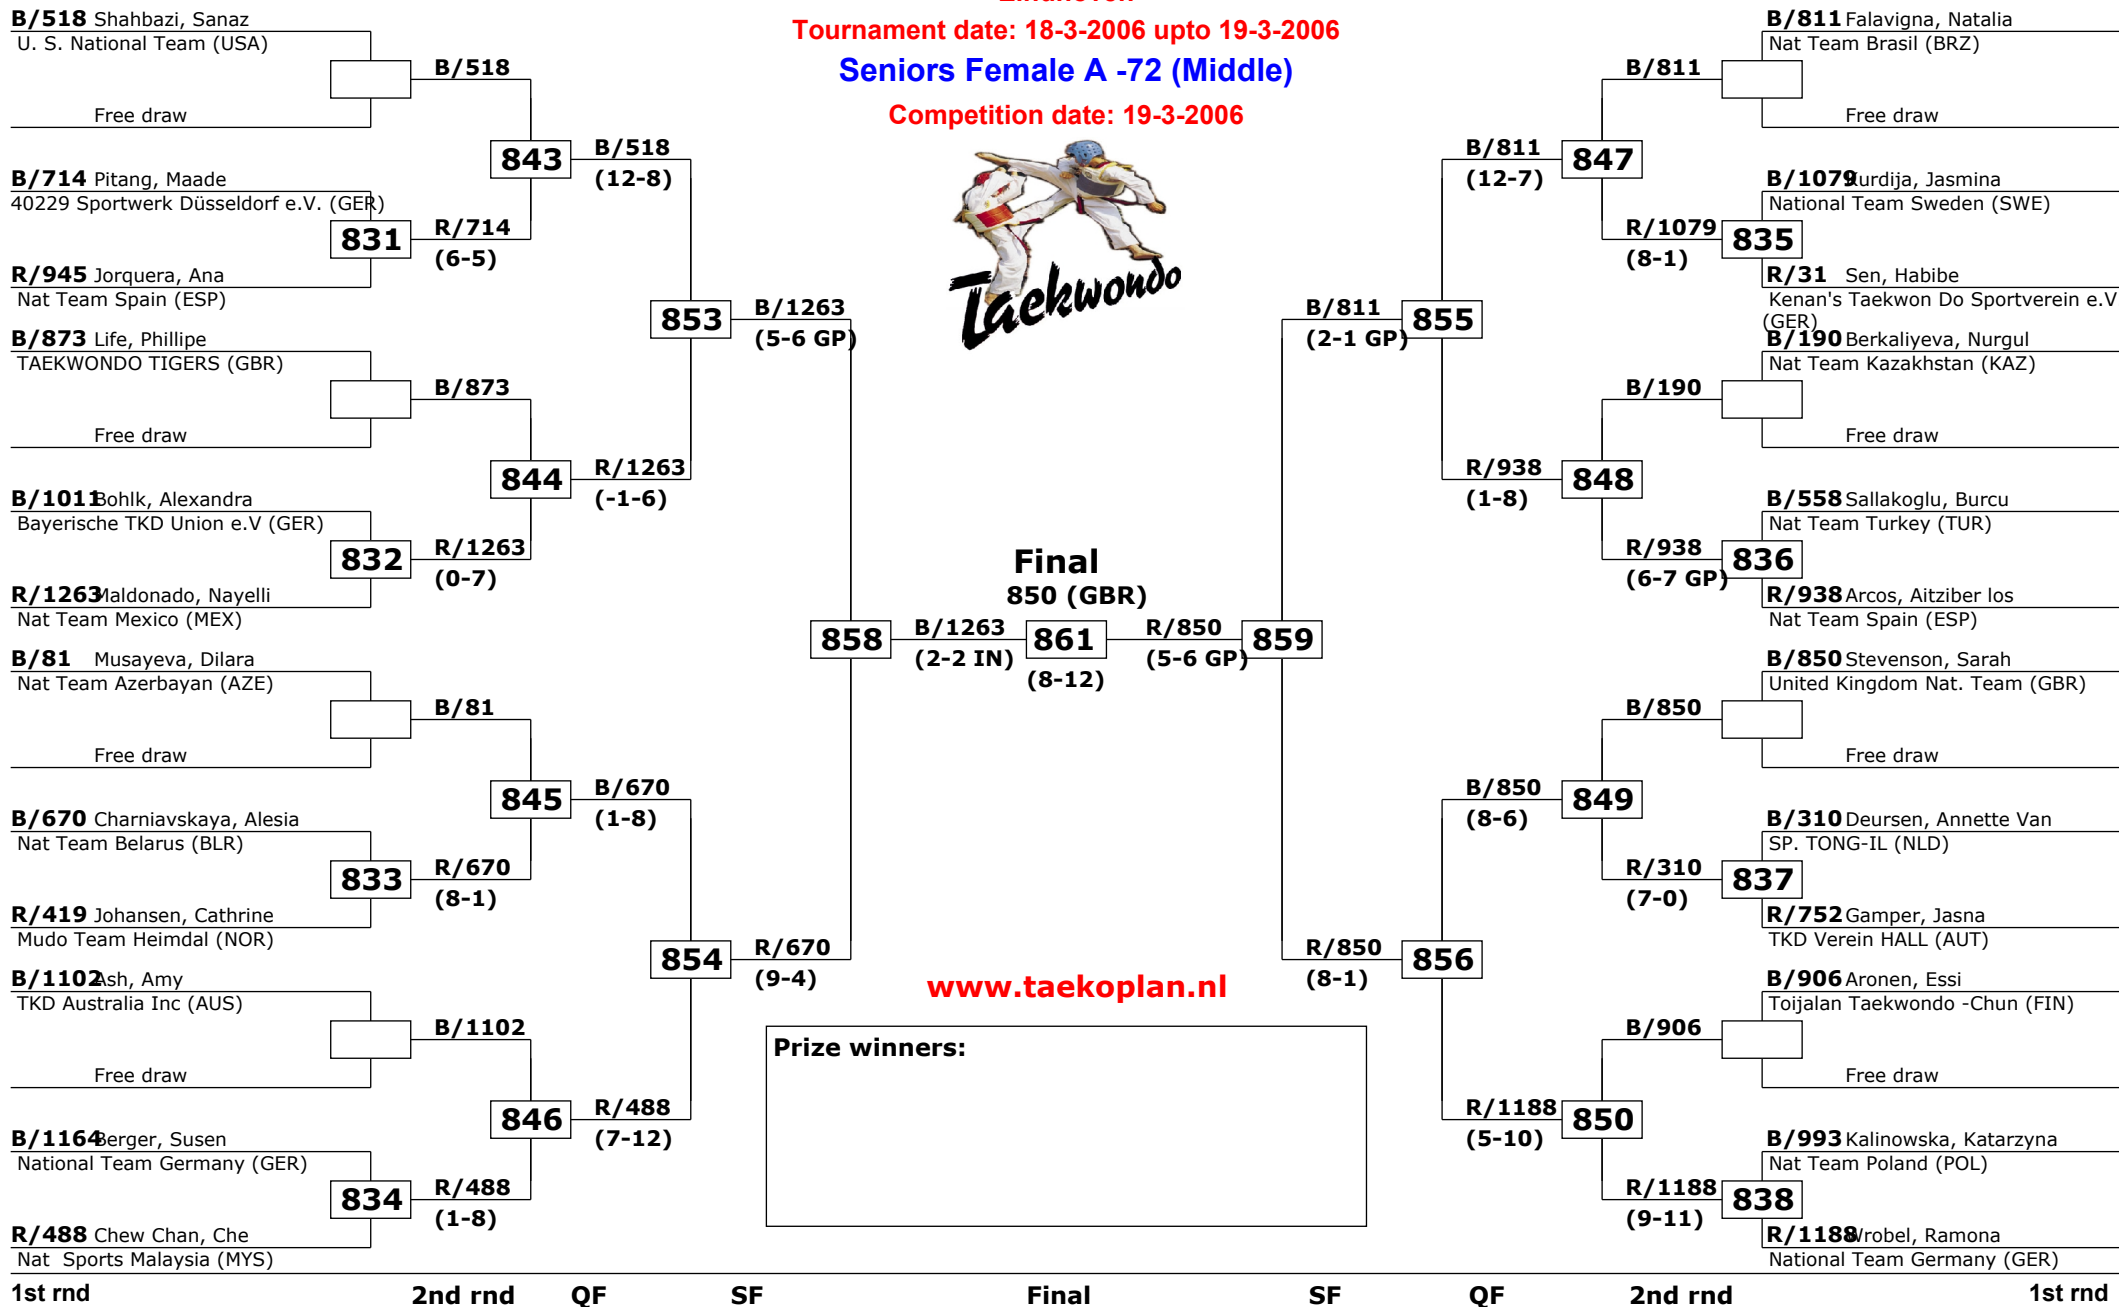 Eindhoven
Tournament date: 18-3-2006 upto 19-3-2006
Seniors Female A -72 (Middle)
Competition date: 19-3-2006
Taekwondo
B/518 Shahbazi, Sanaz
U. S. National Team (USA)
Free draw
B/518
843
B/518
(12-8)
B/714 Pitang, Maade
40229 Sportwerk Düsseldorf e.V. (GER)
831
R/714
(6-5)
R/945 Jorquera, Ana
Nat Team Spain (ESP)
853
B/1263
(5-6 GP)
B/873 Life, Phillipe
TAEKWONDO TIGERS (GBR)
Free draw
B/873
844
R/1263
(-1-6)
B/1011 Bohlk, Alexandra
Bayerische TKD Union e.V (GER)
832
R/1263
(0-7)
R/1263 Maldonado, Nayelli
Nat Team Mexico (MEX)
858
B/1263
(2-2 IN)
B/81 Musayeva, Dilara
Nat Team Azerbayan (AZE)
Free draw
B/81
845
B/670
(1-8)
B/670 Charniavskaya, Alesia
Nat Team Belarus (BLR)
833
R/670
(8-1)
R/419 Johansen, Cathrine
Mudo Team Heimdal (NOR)
854
R/670
(9-4)
B/1102 Ash, Amy
TKD Australia Inc (AUS)
Free draw
B/1102
846
R/488
(7-12)
B/1164 Berger, Susen
National Team Germany (GER)
834
R/488
(1-8)
R/488 Chew Chan, Che
Nat Sports Malaysia (MYS)
Final
850 (GBR)
861
(8-12)
www.taekoplan.nl
Prize winners:
B/811 Falavigna, Natalia
Nat Team Brasil (BRZ)
B/811
Free draw
B/811
(12-7)
847
B/1079 Kurdija, Jasmina
National Team Sweden (SWE)
R/1079
(8-1)
835
R/31 Sen, Habibe
Kenan's Taekwon Do Sportverein e.V
(GER)
B/811
(2-1 GP)
855
B/190 Berkaliyeva, Nurgul
Nat Team Kazakhstan (KAZ)
B/190
Free draw
R/938
(1-8)
848
B/558 Sallakoglu, Burcu
Nat Team Turkey (TUR)
R/938
(6-7 GP)
836
R/938 Arcos, Aitziber los
Nat Team Spain (ESP)
R/850
(5-6 GP)
859
B/850 Stevenson, Sarah
United Kingdom Nat. Team (GBR)
B/850
Free draw
B/850
(8-6)
849
B/310 Deursen, Annette Van
SP. TONG-IL (NLD)
R/310
(7-0)
837
R/752 Gamper, Jasna
TKD Verein HALL (AUT)
R/850
(8-1)
856
B/906 Aronen, Essi
Toijalan Taekwondo -Chun (FIN)
B/906
Free draw
R/1188
(5-10)
850
B/993 Kalinowska, Katarzyna
Nat Team Poland (POL)
R/1188
(9-11)
838
R/1188 Wrobel, Ramona
National Team Germany (GER)
1st rnd 2nd rnd QF SF Final SF QF 2nd rnd 1st rnd